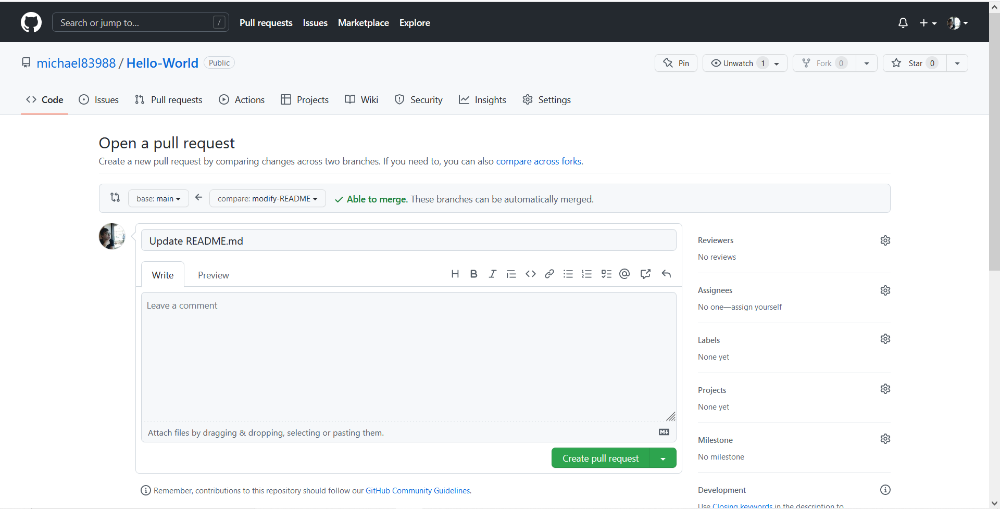 Search or jump to... / Pull requests Issues Marketplace Explore
michael83988 / Hello-World Public Pin Unwatch 1 Fork 0 Star 0
Code Issues Pull requests Actions Projects Wiki Security Insights Settings
Open a pull request
Create a new pull request by comparing changes across two branches. If you need to, you can also compare across forks.
base: main compare: modify-README Able to merge. These branches can be automatically merged.
Update README.md
Write Preview
Leave a comment
Attach files by dragging & dropping, selecting or pasting them.
Create pull request
Remember, contributions to this repository should follow our GitHub Community Guidelines.
Reviewers
No reviews
Assignees
No one—assign yourself
Labels
None yet
Projects
None yet
Milestone
No milestone
Development
Use Closing keywords in the description to